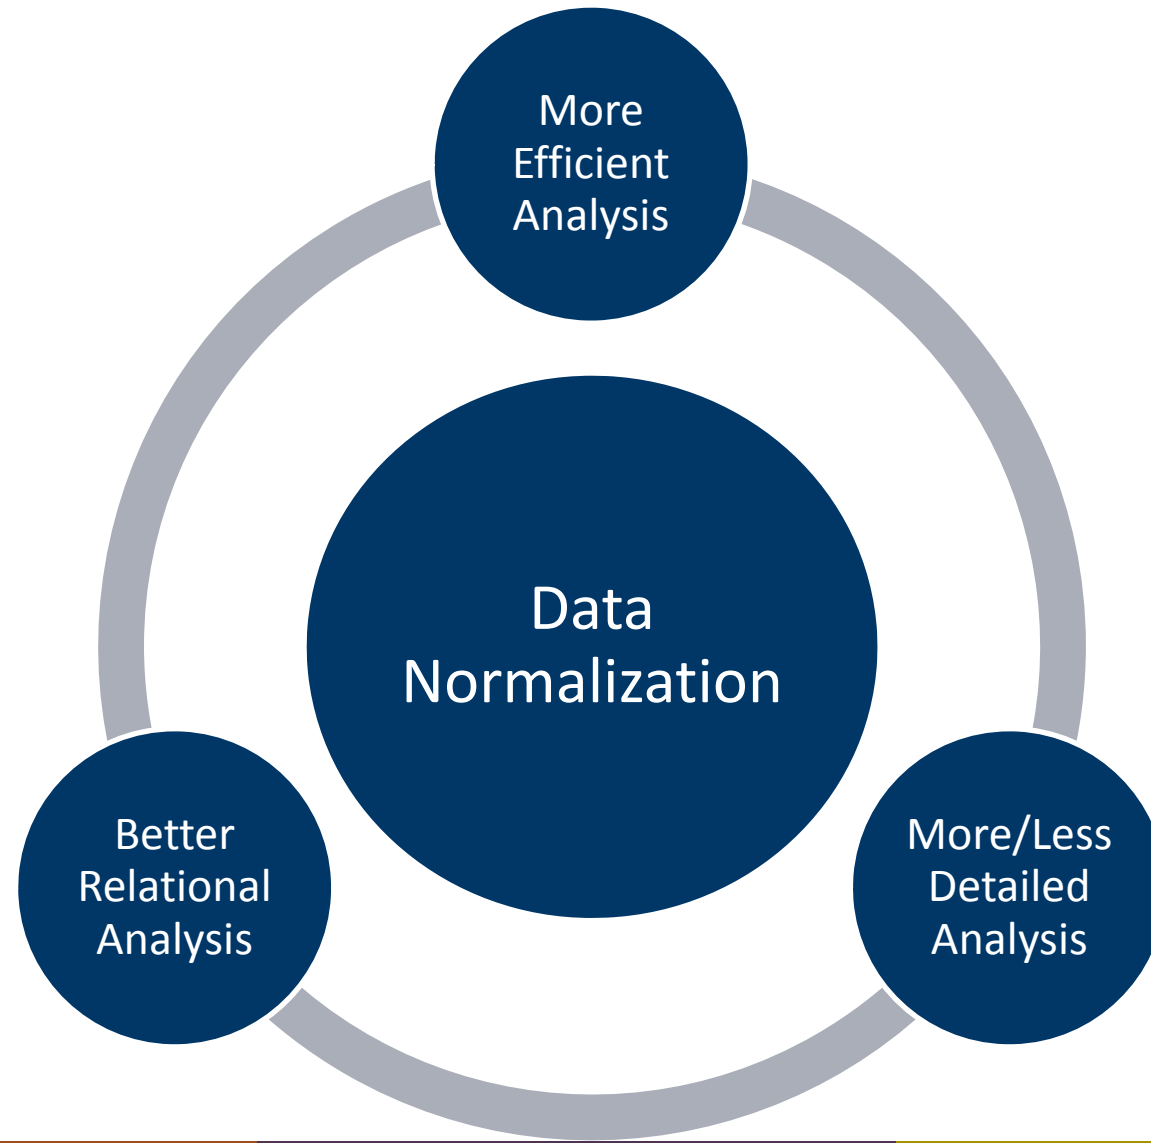 More
Efficient
Analysis
Data
Normalization
Better
Relational
Analysis
More/Less
Detailed
Analysis